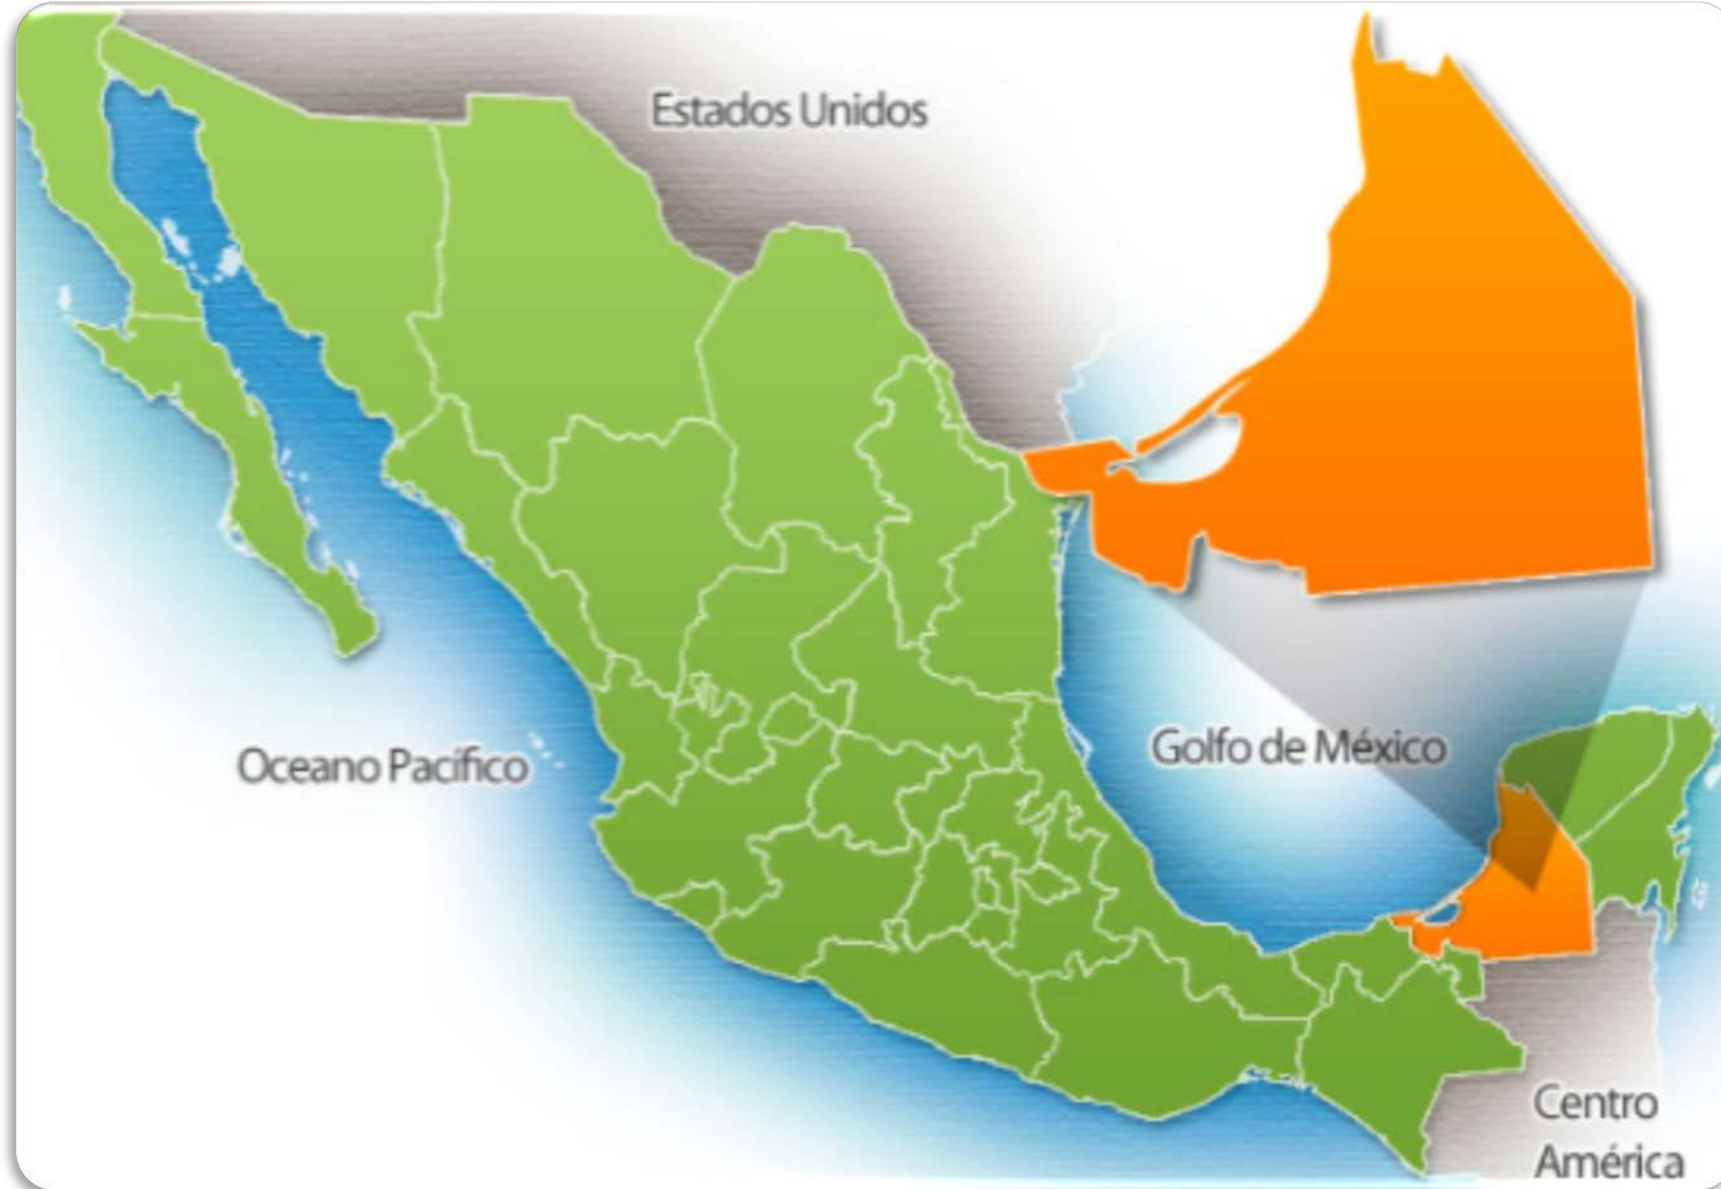 Estados Unidos
Oceano Pacífico
Golfo de México
Centro
América